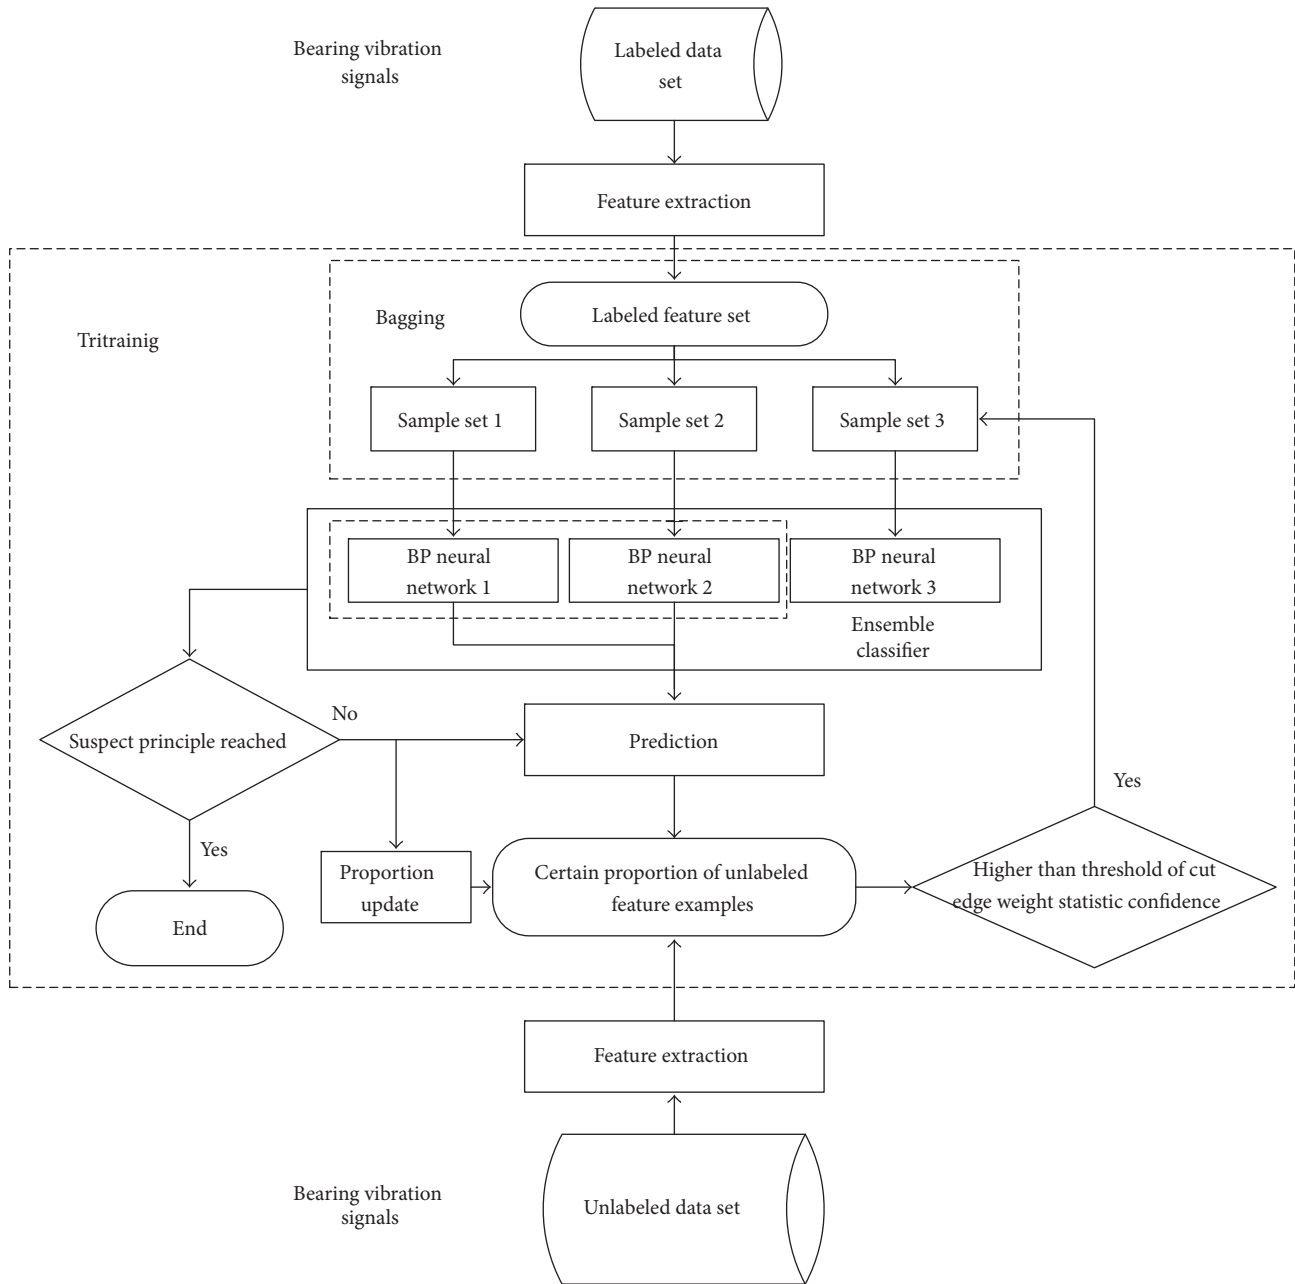 Bearing vibration
signals
Labeled data
set
Feature extraction
Tritrainig
Bagging
Labeled feature set
Sample set 1
Sample set 2
Sample set 3
BP neural
network 1
BP neural
network 2
BP neural
network 3
Ensemble
classifier
Suspect principle reached
No
Prediction
Yes
Yes
Proportion
update
Certain proportion of unlabeled
feature examples
Higher than threshold of cut
edge weight statistic confidence
End
Feature extraction
Bearing vibration
signals
Unlabeled data set